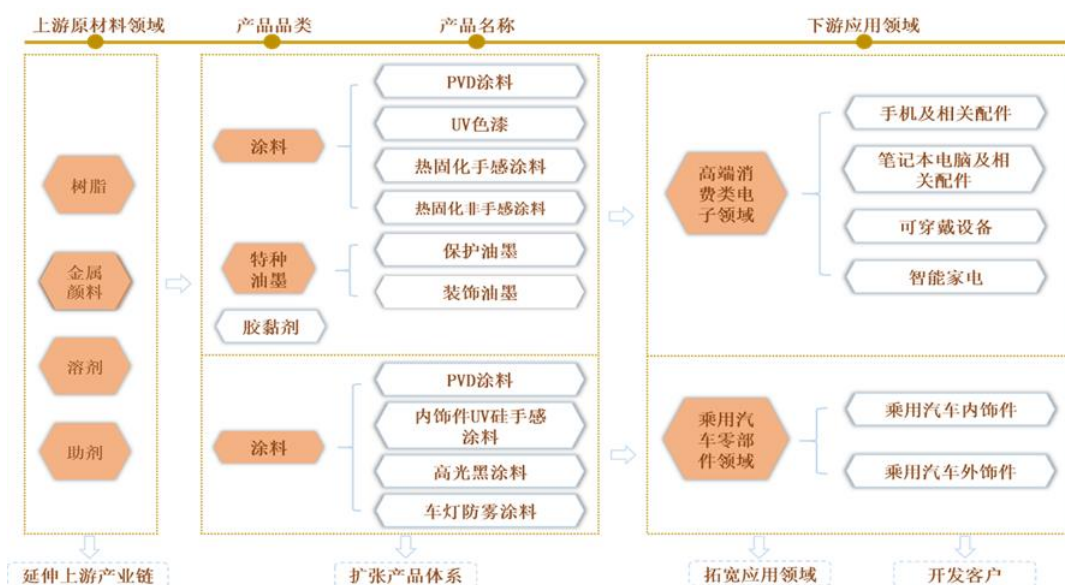 上游原材料领域
产品品类
产品名称
下游应用领域
树脂
金属
颜料
溶剂
助剂
涂料
PVD涂料
UV色漆
热固化手感涂料
热固化非手感涂料
特种
油墨
保护油墨
装饰油墨
胶黏剂
涂料
PVD涂料
内饰件UV硅手感
涂料
高光黑涂料
车灯防雾涂料
高端消
费类电
子领域
手机及相关配件
笔记本电脑及相
关配件
可穿戴设备
智能家电
乘用汽
车零部
件领域
乘用汽车内饰件
乘用汽车外饰件
延伸上游产业链
扩张产品体系
拓宽应用领域
开发客户